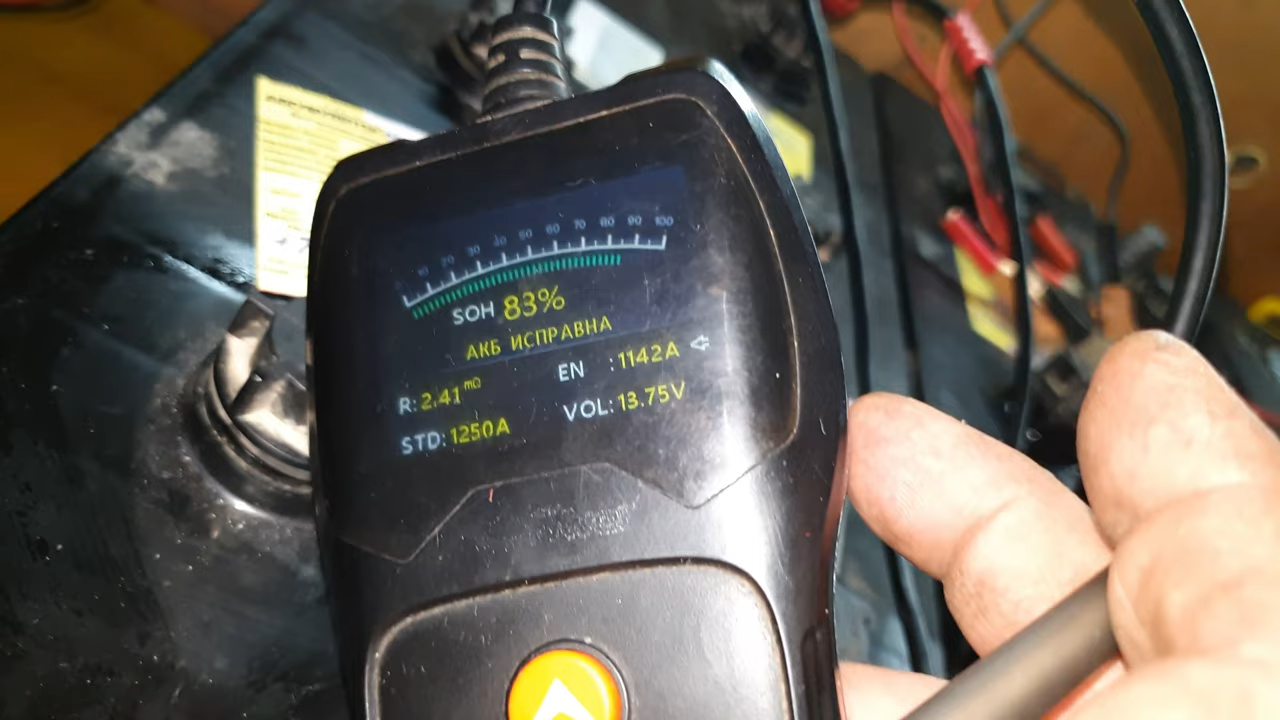 10 20 30 40 50 60 70 80 90 100
SOH 83%
АКБ ИСПРАВНА
R: 2.41mΩ EN : 1142A
STD: 1250A VOL: 13.75V